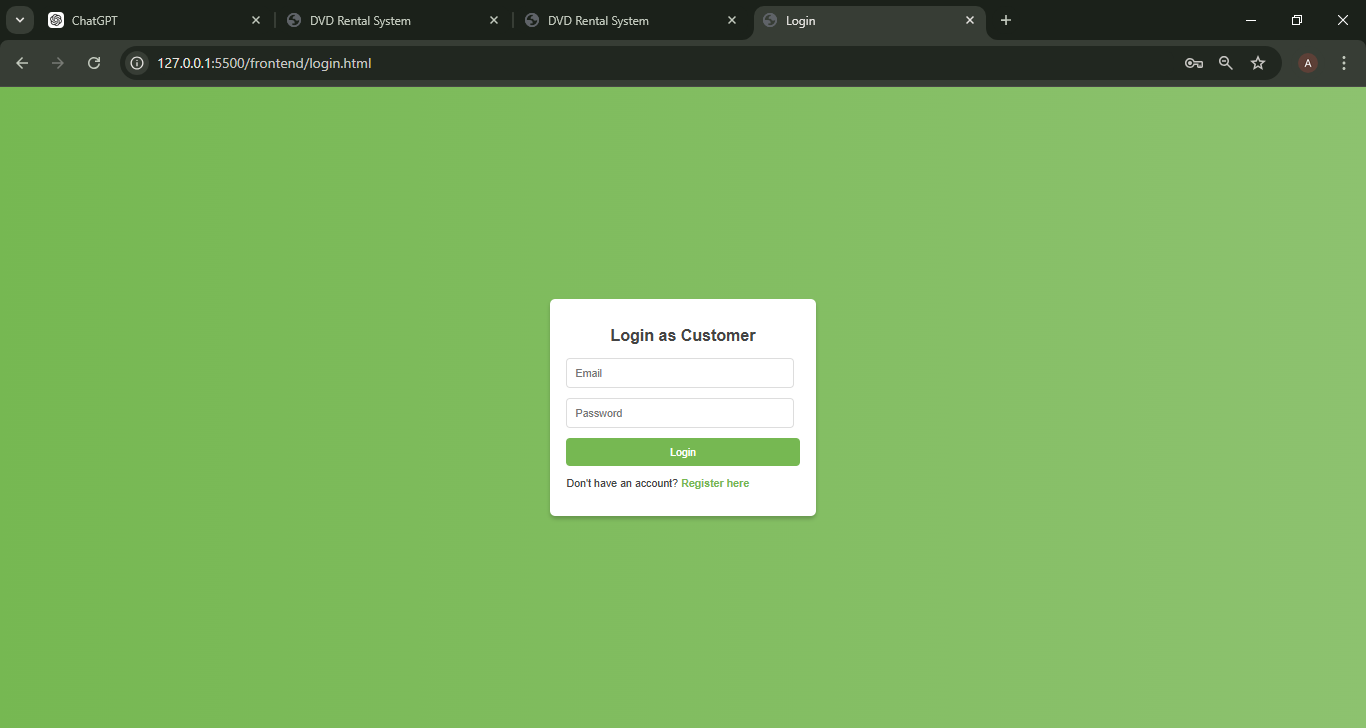 ChatGPT
DVD Rental System
DVD Rental System
Login
127.0.0.1:5500/frontend/login.html
A
Login as Customer
Email
Password
Login
Don't have an account? Register here